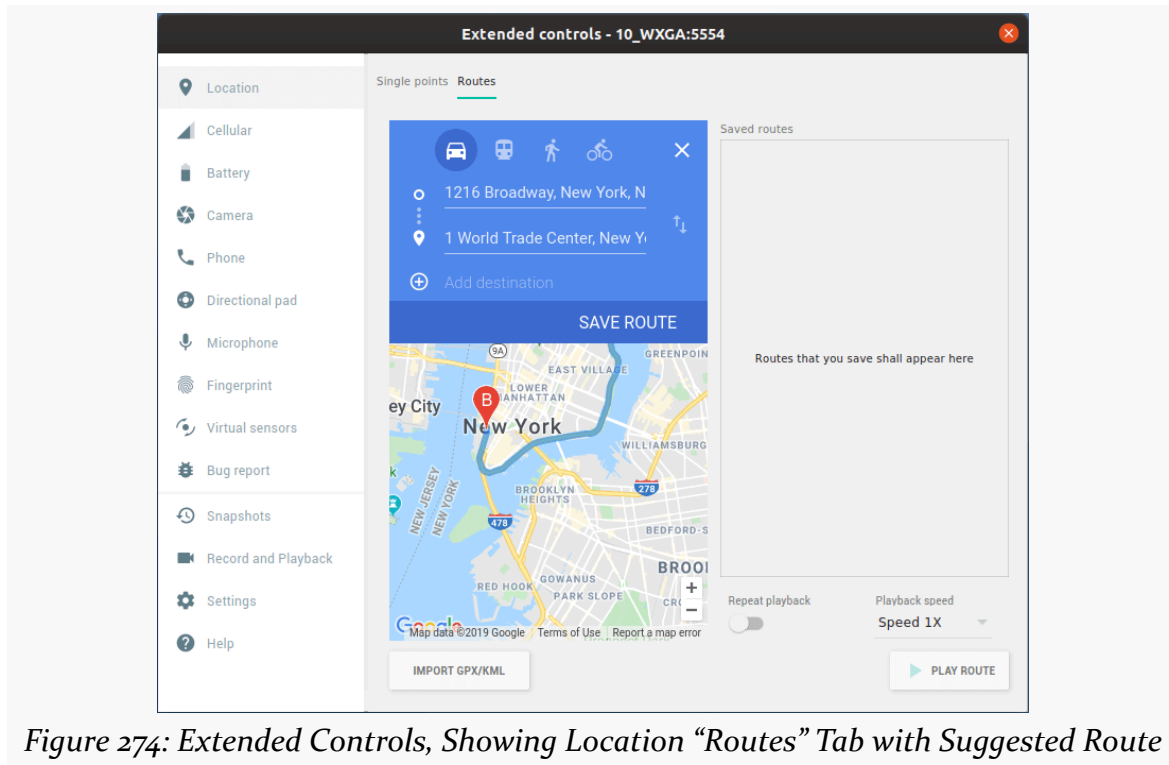 Extended controls - 10_WXGA:5554
Location
Cellular
Battery
Camera
Phone
Directional pad
Microphone
Fingerprint
Virtual sensors
Bug report
Snapshots
Record and Playback
Settings
Help
Single points Routes
1216 Broadway, New York, N
1 World Trade Center, New Y
Add destination
SAVE ROUTE
9A
GREENPOIN
EAST VILLAGE
LOWER
MANHATTAN
ey City
B
New York
WILLIAMSBURG
NEW JERSEY
NEW YORK
BROOKLYN
HEIGHTS
278
478
BEDFORD-S
BROO
RED HOOK
GOWANUS
PARK SLOPE
CRO
+
−
Google
Map data ©2019 Google Terms of Use Report a map error
IMPORT GPX/KML
Saved routes
Routes that you save shall appear here
Repeat playback
Playback speed
Speed 1X
PLAY ROUTE
Figure 274: Extended Controls, Showing Location “Routes” Tab with Suggested Route